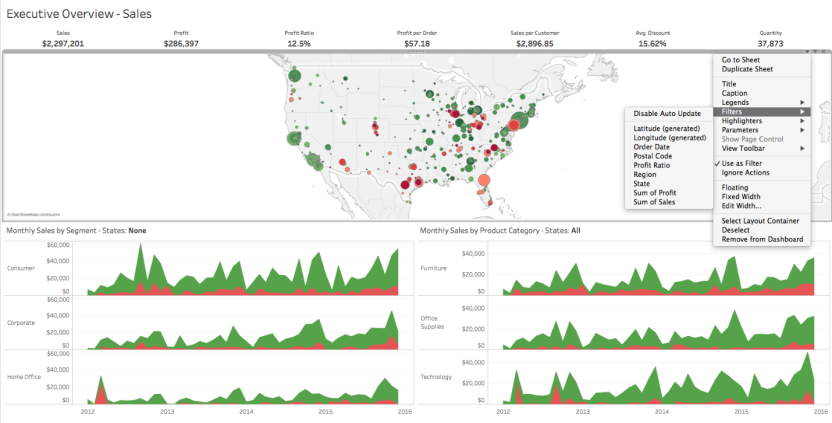 Executive Overview - Sales
Sales Profit Profit Ratio Profit per Order Sales per Customer Avg. Discount Quantity
$2,297,201 $286,397 12.5% $57.18 $2,896.85 15.62% 37,873
Go to Sheet
Duplicate Sheet
Title
Caption
Legends
Filters
Highlighters
Parameters
Show Page Control
View Toolbar
Use as Filter
Ignore Actions
Floating
Fixed Width
Edit Width...
Select Layout Container
Deselect
Remove from Dashboard
Disable Auto Update
Latitude (generated)
Longitude (generated)
Order Date
Postal Code
Profit Ratio
Region
State
Sum of Profit
Sum of Sales
© OpenStreetMap contributors
Monthly Sales by Segment - States: None
Consumer
$60,000
$40,000
$20,000
$0
Corporate
$60,000
$40,000
$20,000
$0
Home Office
$60,000
$40,000
$20,000
$0
2012 2013 2014 2015 2016
Monthly Sales by Product Category - States: All
Furniture
$40,000
$20,000
$0
Office
Supplies
$40,000
$20,000
$0
Technology
$40,000
$20,000
$0
2012 2013 2014 2015 2016